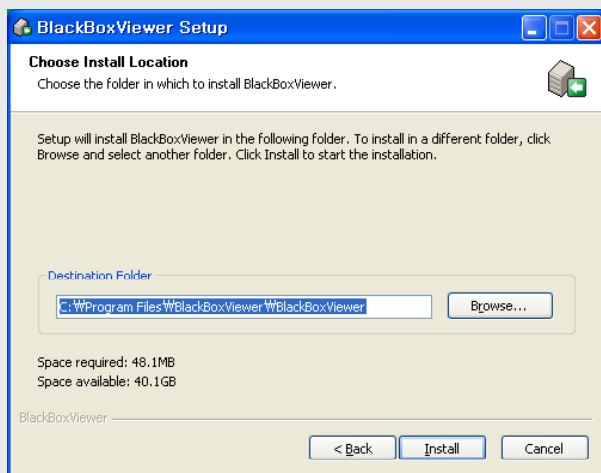 BlackBoxViewer Setup
Choose Install Location
Choose the folder in which to install BlackBoxViewer.
Setup will install BlackBoxViewer in the following folder. To install in a different folder, click
Browse and select another folder. Click Install to start the installation.
Destination Folder
C:₩Program Files₩BlackBoxViewer₩BlackBoxViewer
Browse...
Space required: 48.1MB
Space available: 40.1GB
BlackBoxViewer
< Back
Install
Cancel